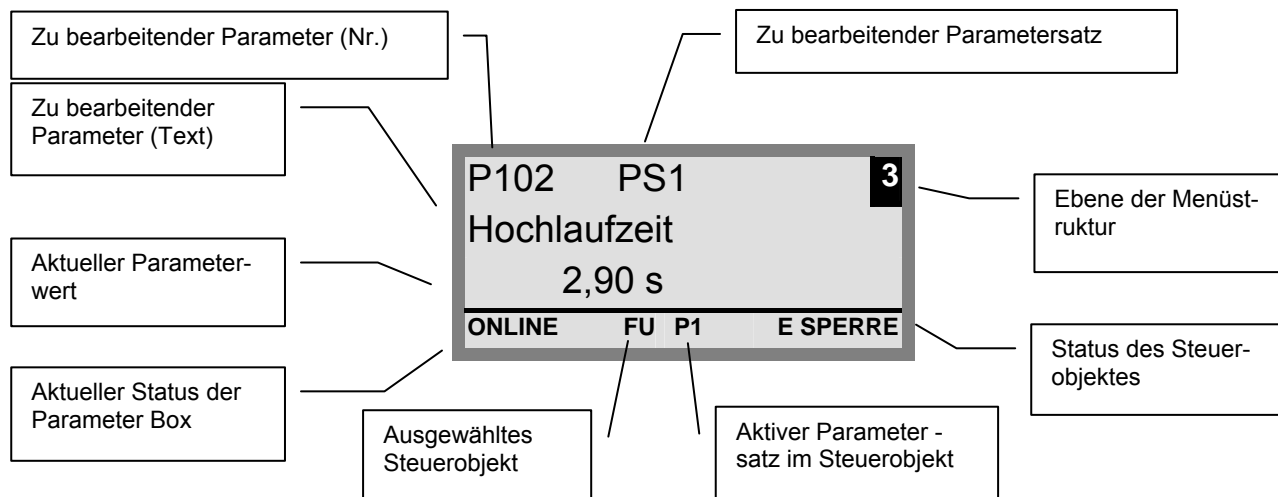 Zu bearbeitender Parameter (Nr.)
Zu bearbeitender Parametersatz
Zu bearbeitender
Parameter (Text)
P102 PS1 3
Hochlaufzeit
2,90 s
ONLINE FU P1 E SPERRE
Ebene der Menüst-
ruktur
Aktueller Parameter-
wert
Status des Steuer-
objektes
Aktueller Status der
Parameter Box
Ausgewähltes
Steuerobjekt
Aktiver Parameter -
satz im Steuerobjekt